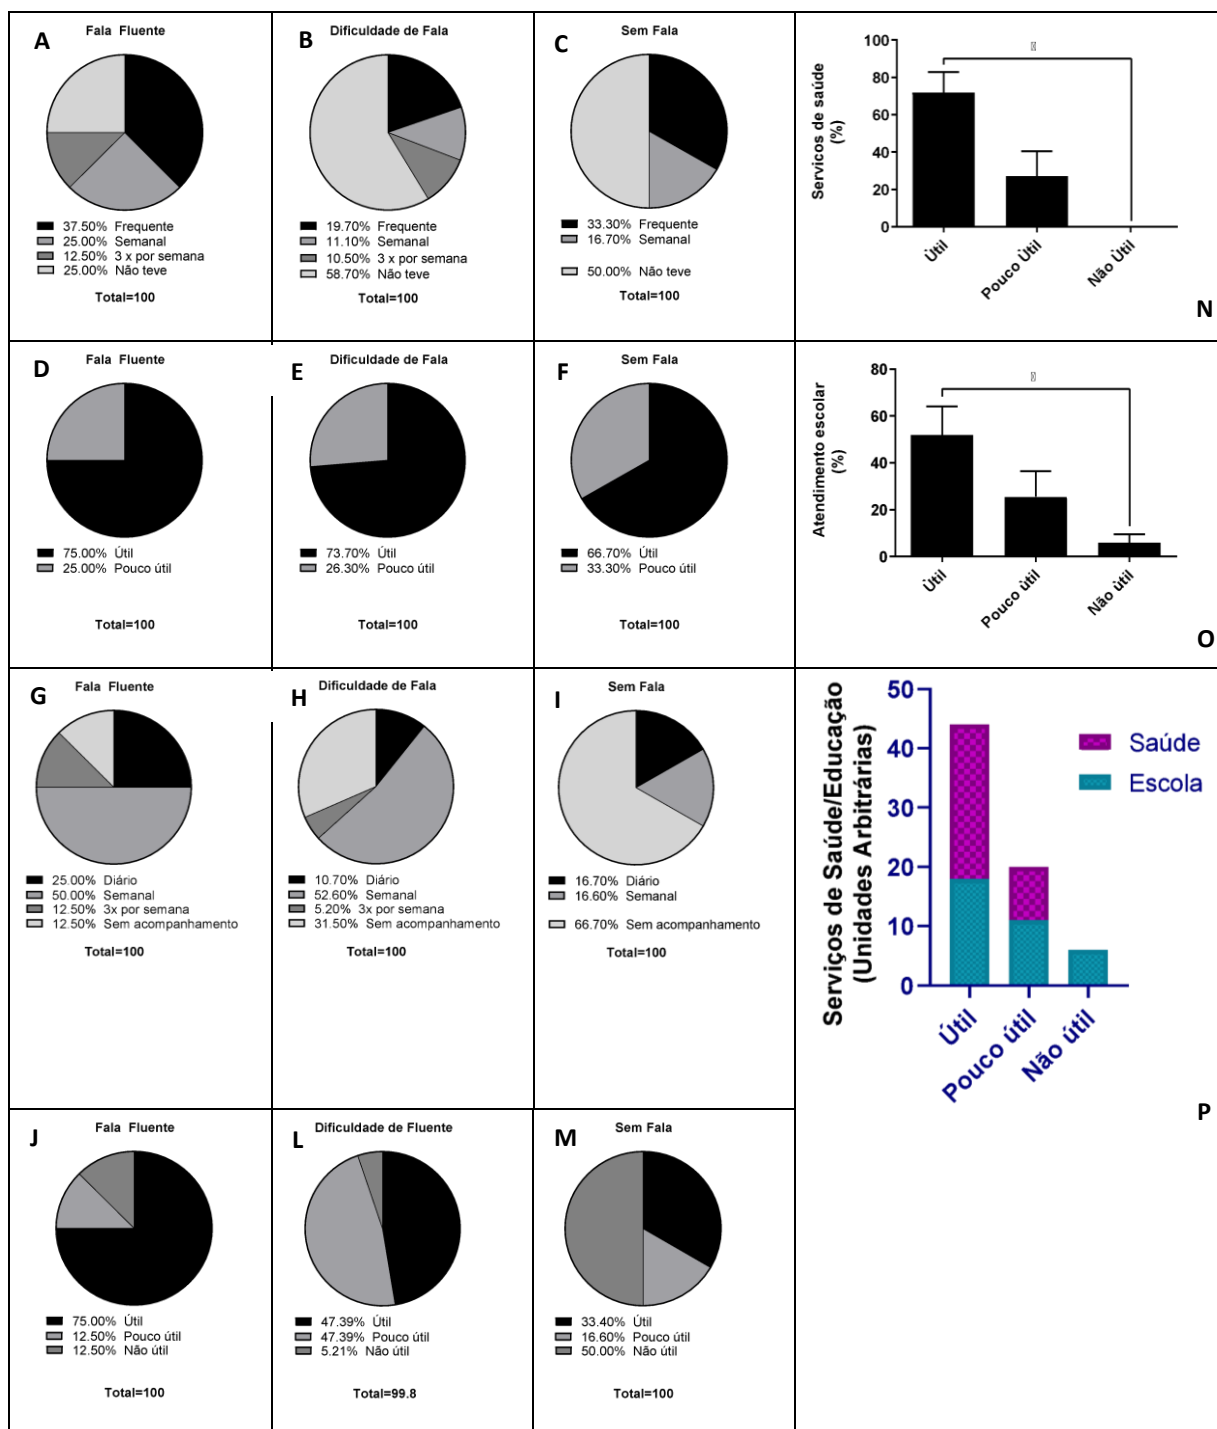 A
Fala Fluente
37.50% Frequente
25.00% Semanal
12.50% 3 x por semana
25.00% Não teve
Total=100
B
Dificuldade de Fala
19.70% Frequente
11.10% Semanal
10.50% 3 x por semana
58.70% Não teve
Total=100
C
Sem Fala
33.30% Frequente
16.70% Semanal
50.00% Não teve
Total=100
Servicos de saúde
(%)
100
80
60
40
20
0
Útil
Pouco Útil
Não Útil
N
D
Fala Fluente
75.00% Útil
25.00% Pouco útil
Total=100
E
Dificuldade de Fala
73.70% Útil
26.30% Pouco útil
Total=100
F
Sem Fala
66.70% Útil
33.30% Pouco útil
Total=100
Atendimento escolar
(%)
80
60
40
20
0
Útil
Pouco ùtil
Não ùtil
O
G
Fala Fluente
25.00% Diário
50.00% Semanal
12.50% 3x por semana
12.50% Sem acompanhamento
Total=100
H
Dificuldade de Fala
10.70% Diário
52.60% Semanal
5.20% 3x por semana
31.50% Sem acompanhamento
Total=100
I
Sem Fala
16.70% Diário
16.60% Semanal
66.70% Sem acompanhamento
Total=100
Serviços de Saúde/Educação
(Unidades Arbitrárias)
50
40
30
20
10
0
Saúde
Escola
Útil
Pouco útil
Não útil
P
J
Fala Fluente
75.00% Útil
12.50% Pouco útil
12.50% Não útil
Total=100
L
Dificuldade de Fluente
47.39% Útil
47.39% Pouco útil
5.21% Não útil
Total=99.8
M
Sem Fala
33.40% Útil
16.60% Pouco útil
50.00% Não útil
Total=100